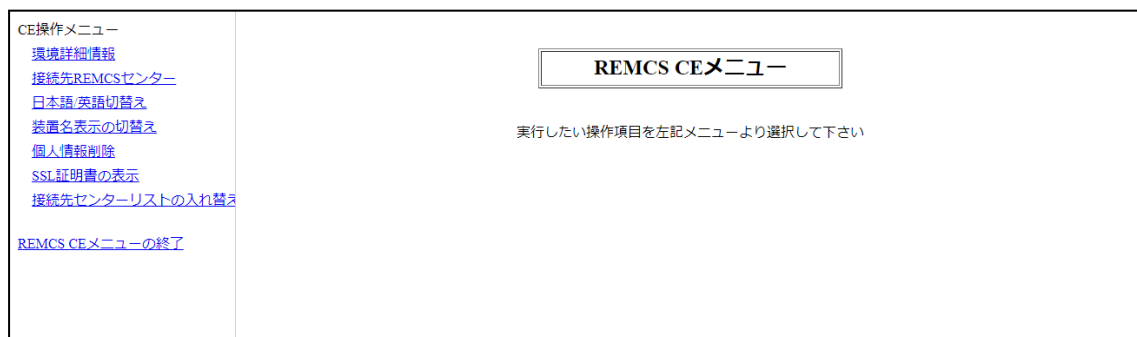 CE操作メニュー
環境詳細情報
接続先REMCSセンター
日本語/英語切替え
装置名表示の切替え
個人情報削除
SSL証明書の表示
接続先センターリストの入れ替え
REMCS CEメニューの終了
REMCS CEメニュー
実行したい操作項目を左記メニューより選択して下さい